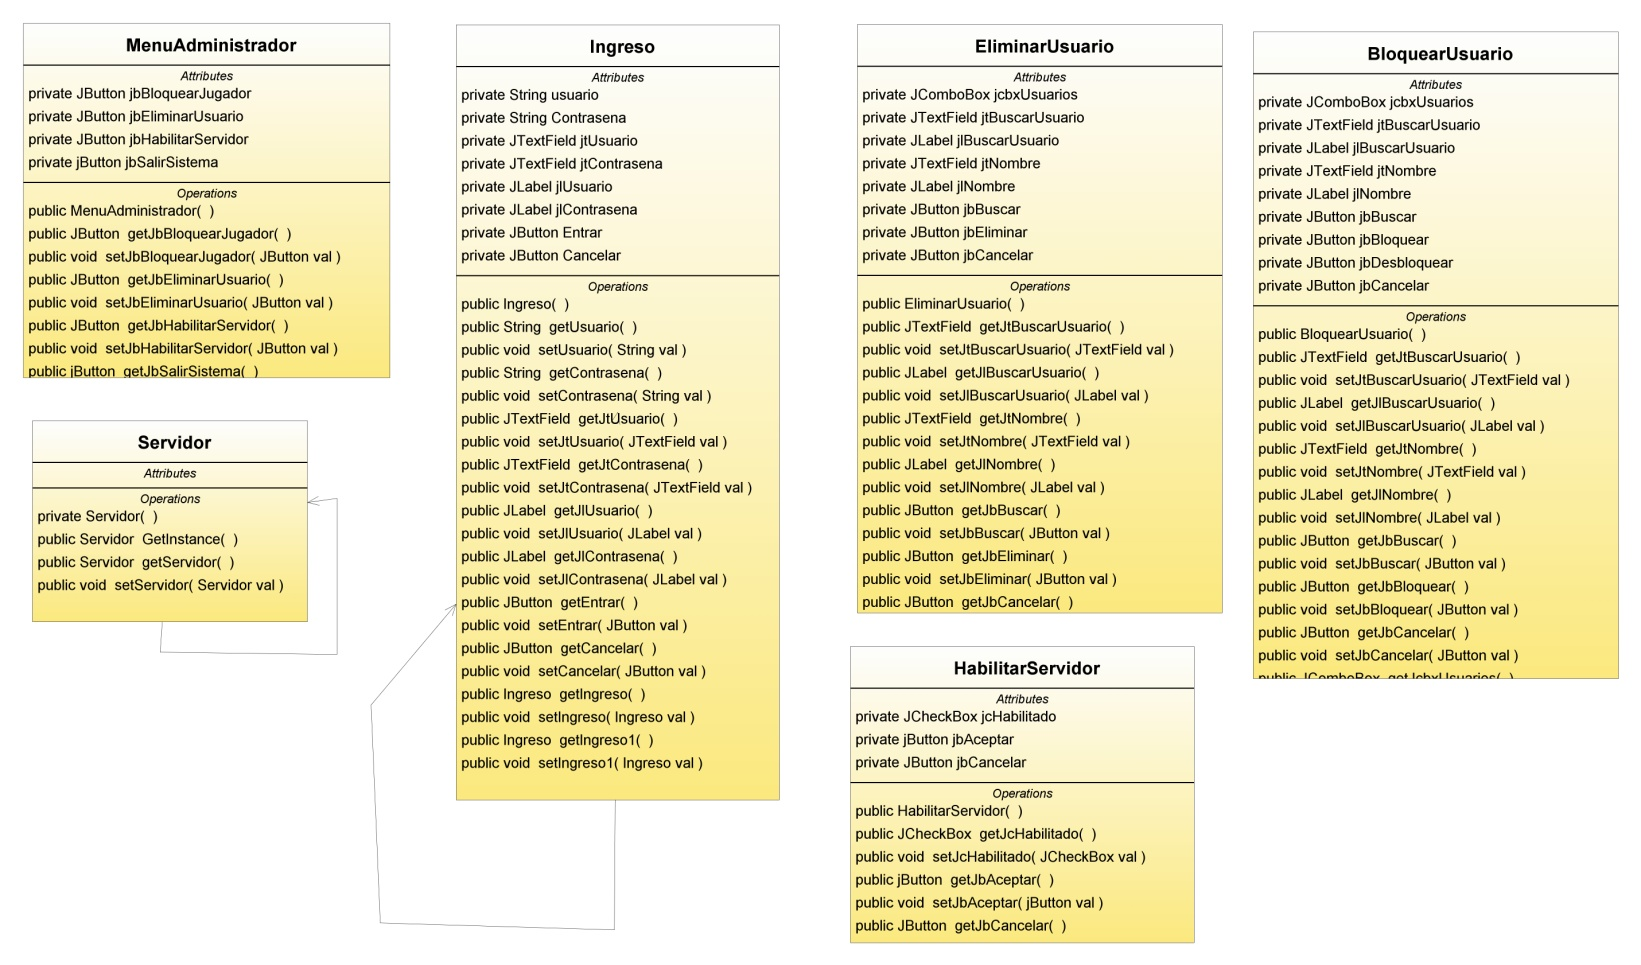 MenuAdministrador
Attributes
private JButton jbBloquearJugador
private JButton jbEliminarUsuario
private JButton jbHabilitarServidor
private jButton jbSalirSistema
Operations
public MenuAdministrador(  )
public JButton  getJbBloquearJugador(  )
public void  setJbBloquearJugador( JButton val )
public JButton  getJbEliminarUsuario(  )
public void  setJbEliminarUsuario( JButton val )
public JButton  getJbHabilitarServidor(  )
public void  setJbHabilitarServidor( JButton val )
public jButton  getJbSalirSistema(  )
Servidor
Attributes
Operations
private Servidor(  )
public Servidor  GetInstance(  )
public Servidor  getServidor(  )
public void  setServidor( Servidor val )
Ingreso
Attributes
private String usuario
private String Contrasena
private JTextField jtUsuario
private JTextField jtContrasena
private JLabel jlUsuario
private JLabel jlContrasena
private JButton Entrar
private JButton Cancelar
Operations
public Ingreso(  )
public String  getUsuario(  )
public void  setUsuario( String val )
public String  getContrasena(  )
public void  setContrasena( String val )
public JTextField  getJtUsuario(  )
public void  setJtUsuario( JTextField val )
public JTextField  getJtContrasena(  )
public void  setJtContrasena( JTextField val )
public JLabel  getJlUsuario(  )
public void  setJlUsuario( JLabel val )
public JLabel  getJlContrasena(  )
public void  setJlContrasena( JLabel val )
public JButton  getEntrar(  )
public void  setEntrar( JButton val )
public JButton  getCancelar(  )
public void  setCancelar( JButton val )
public Ingreso  getIngreso(  )
public void  setIngreso( Ingreso val )
public Ingreso  getIngreso1(  )
public void  setIngreso1( Ingreso val )
EliminarUsuario
Attributes
private JComboBox jcbxUsuarios
private JTextField jtBuscarUsuario
private JLabel jlBuscarUsuario
private JTextField jtNombre
private JLabel jlNombre
private JButton jbBuscar
private JButton jbEliminar
private JButton jbCancelar
Operations
public EliminarUsuario(  )
public JTextField  getJtBuscarUsuario(  )
public void  setJtBuscarUsuario( JTextField val )
public JLabel  getJlBuscarUsuario(  )
public void  setJlBuscarUsuario( JLabel val )
public JTextField  getJtNombre(  )
public void  setJtNombre( JTextField val )
public JLabel  getJlNombre(  )
public void  setJlNombre( JLabel val )
public JButton  getJbBuscar(  )
public void  setJbBuscar( JButton val )
public JButton  getJbEliminar(  )
public void  setJbEliminar( JButton val )
public JButton  getJbCancelar(  )
HabilitarServidor
Attributes
private JCheckBox jcHabilitado
private jButton jbAceptar
private JButton jbCancelar
Operations
public HabilitarServidor(  )
public JCheckBox  getJcHabilitado(  )
public void  setJcHabilitado( JCheckBox val )
public jButton  getJbAceptar(  )
public void  setJbAceptar( jButton val )
public JButton  getJbCancelar(  )
BloquearUsuario
Attributes
private JComboBox jcbxUsuarios
private JTextField jtBuscarUsuario
private JLabel jlBuscarUsuario
private JTextField jtNombre
private JLabel jlNombre
private JButton jbBuscar
private JButton jbBloquear
private JButton jbDesbloquear
private JButton jbCancelar
Operations
public BloquearUsuario(  )
public JTextField  getJtBuscarUsuario(  )
public void  setJtBuscarUsuario( JTextField val )
public JLabel  getJlBuscarUsuario(  )
public void  setJlBuscarUsuario( JLabel val )
public JTextField  getJtNombre(  )
public void  setJtNombre( JTextField val )
public JLabel  getJlNombre(  )
public void  setJlNombre( JLabel val )
public JButton  getJbBuscar(  )
public void  setJbBuscar( JButton val )
public JButton  getJbBloquear(  )
public void  setJbBloquear( JButton val )
public JButton  getJbCancelar(  )
public void  setJbCancelar( JButton val )
public JComboBox  getJcbxUsuarios(  )